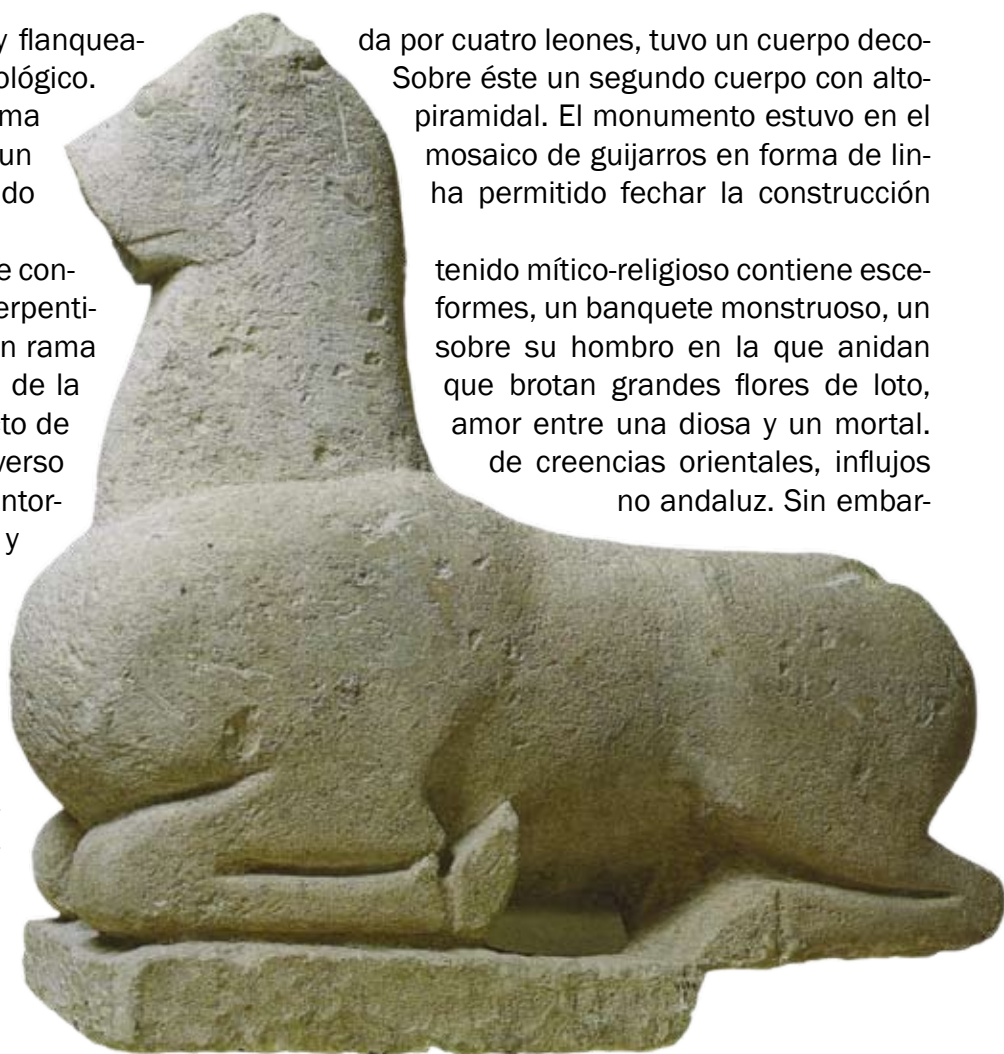 y flanquea- da por cuatro leones, tuvo un cuerpo deco-
ológico. Sobre éste un segundo cuerpo con alto-
ma piramidal. El monumento estuvo en el
un mosaico de guijarros en forma de lin-
do ha permitido fechar la construcción
e con- tenido mítico-religioso contiene esce-
erpenti- formes, un banquete monstruoso, un
n rama sobre su hombro en la que anidan
de la que brotan grandes flores de loto,
to de amor entre una diosa y un mortal.
verso de creencias orientales, influjos
ntor- no andaluz. Sin embar-
y